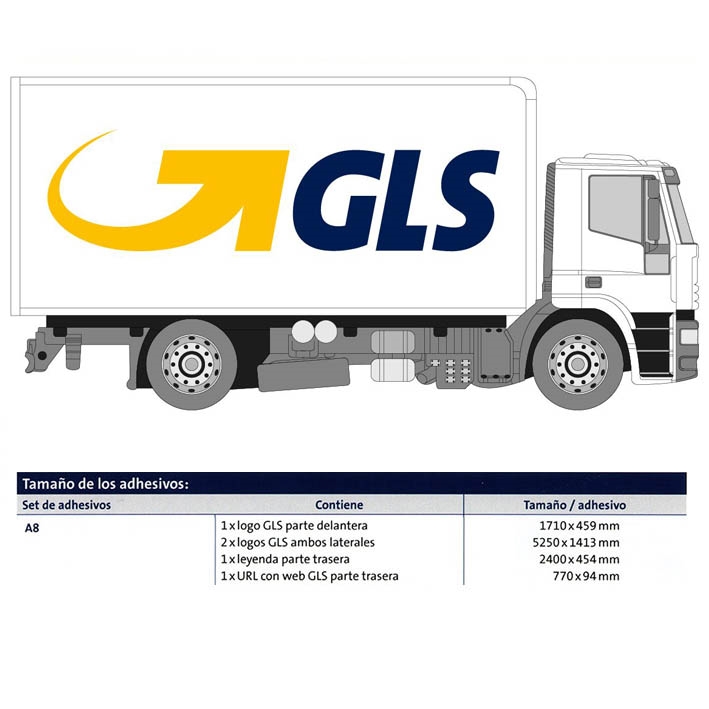 GLS
Tamaño de los adhesivos:
Set de adhesivos Contiene Tamaño / adhesivo
A8 1 x logo GLS parte delantera 1710 x 459 mm
2 x logos GLS ambos laterales 5250 x 1413 mm
1 x leyenda parte trasera 2400 x 454 mm
1 x URL con web GLS parte trasera 770 x 94 mm